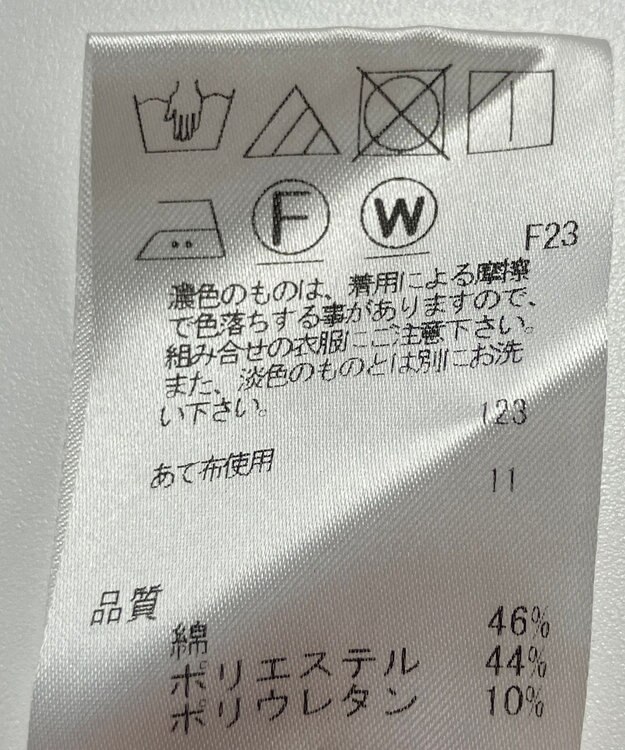 F
W
F23
濃色のものは、着用による摩擦
で色落ちする事がありますので、
組み合せの衣服にご注意下さい。
また、淡色のものとは別にお洗
い下さい。
123
あて布使用
11
品質
綿 46%
ポリエステル 44%
ポリウレタン 10%